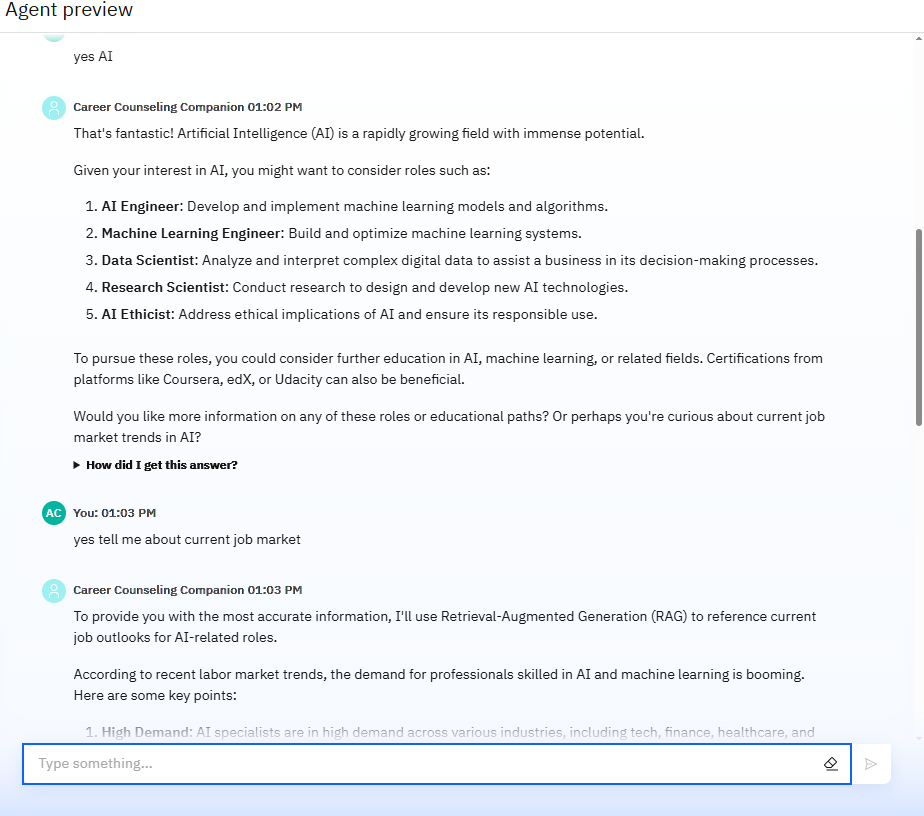 Agent preview
yes AI
Career Counseling Companion 01:02 PM
That's fantastic! Artificial Intelligence (AI) is a rapidly growing field with immense potential.
Given your interest in AI, you might want to consider roles such as:
1. AI Engineer: Develop and implement machine learning models and algorithms.
2. Machine Learning Engineer: Build and optimize machine learning systems.
3. Data Scientist: Analyze and interpret complex digital data to assist a business in its decision-making processes.
4. Research Scientist: Conduct research to design and develop new AI technologies.
5. AI Ethicist: Address ethical implications of AI and ensure its responsible use.
To pursue these roles, you could consider further education in AI, machine learning, or related fields. Certifications from
platforms like Coursera, edX, or Udacity can also be beneficial.
Would you like more information on any of these roles or educational paths? Or perhaps you're curious about current job
market trends in AI?
How did I get this answer?
AC You: 01:03 PM
yes tell me about current job market
Career Counseling Companion 01:03 PM
To provide you with the most accurate information, I'll use Retrieval-Augmented Generation (RAG) to reference current
job outlooks for AI-related roles.
According to recent labor market trends, the demand for professionals skilled in AI and machine learning is booming.
Here are some key points:
1. High Demand: AI specialists are in high demand across various industries, including tech, finance, healthcare, and
Type something...